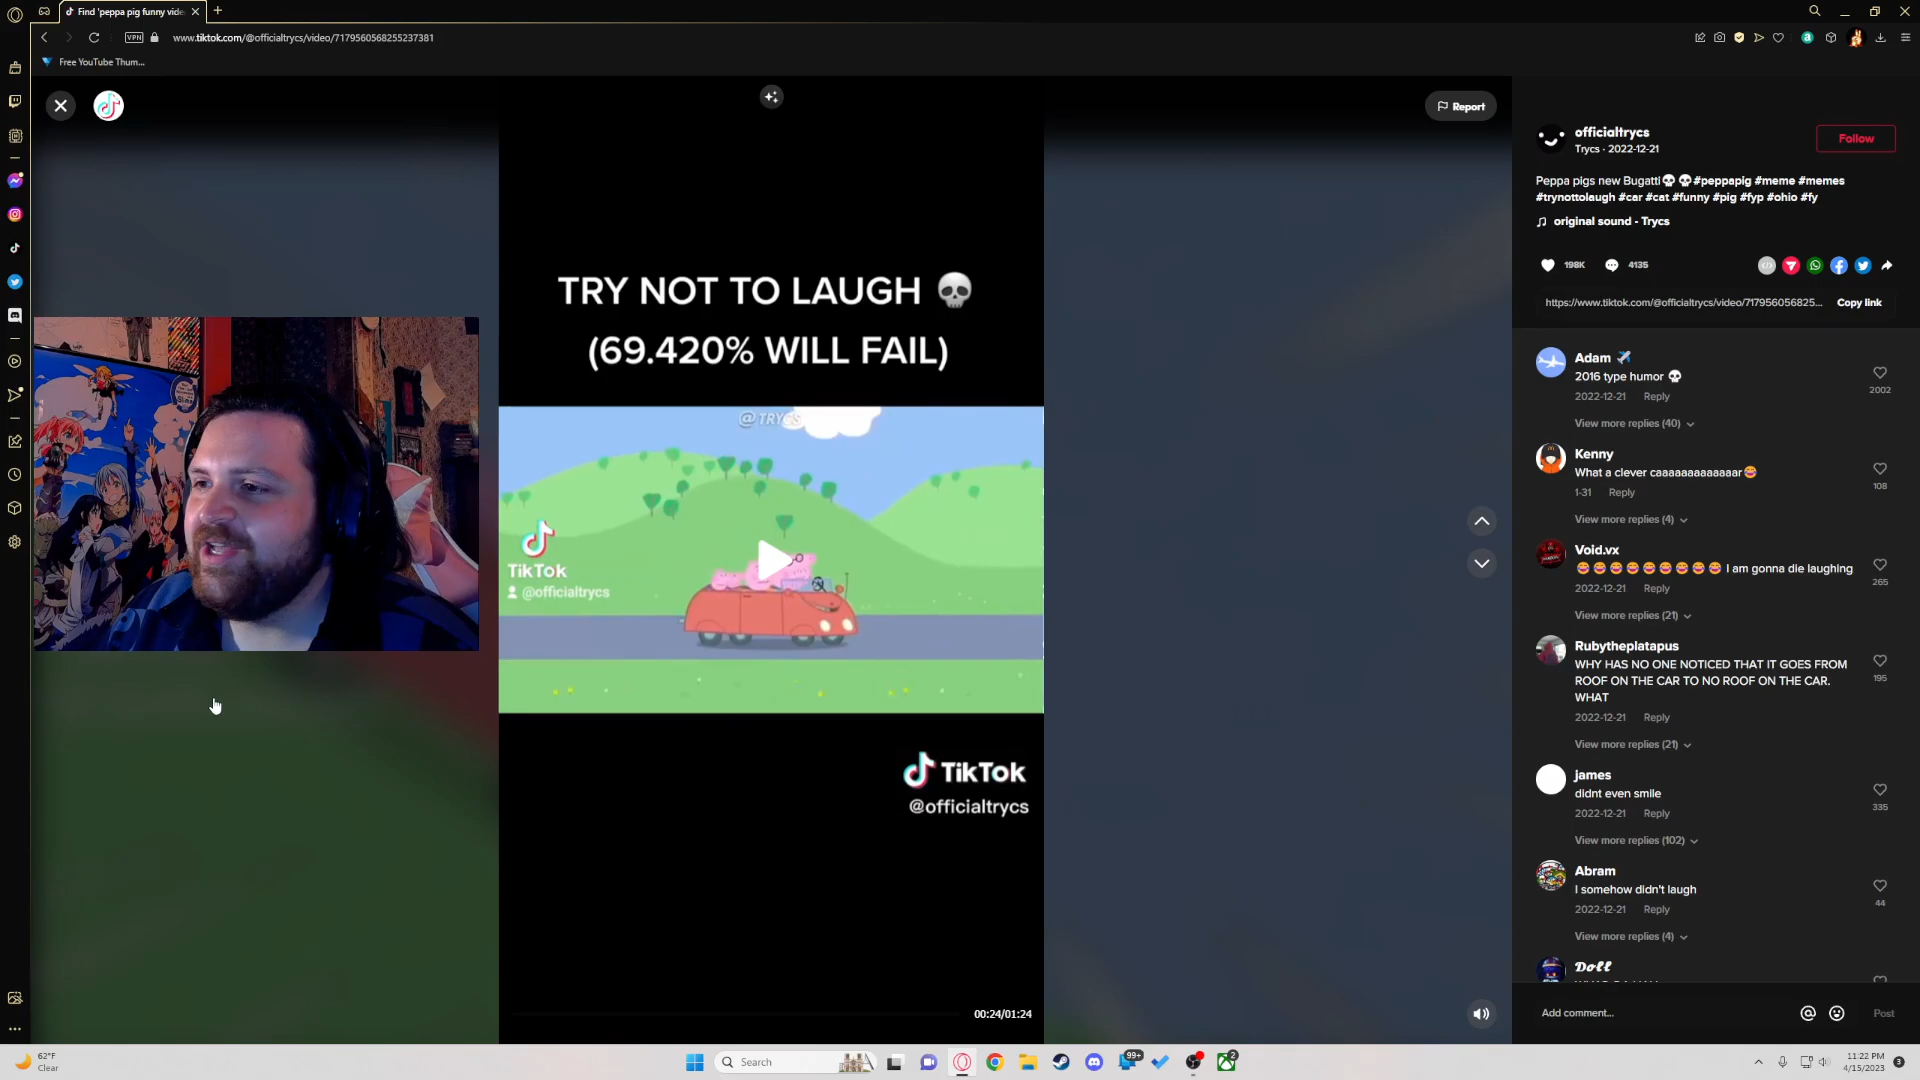 Find 'peppa pig funny vide
VPN
www.tiktok.com/@officialtrycs/video/7179560568255237381
Free YouTube Thum...
Report
TRY NOT TO LAUGH 💀
(69.420% WILL FAIL)
@TRYCS
TikTok
@officialtrycs
TikTok
@officialtrycs
00:24/01:24
officialtrycs
Trycs · 2022-12-21
Follow
Peppa pigs new Bugatti💀💀#peppapig #meme #memes
#trynottolaugh #car #cat #funny #pig #fyp #ohio #fy
original sound - Trycs
198K
4135
https://www.tiktok.com/@officialtrycs/video/717956056825...
Copy link
Adam ✈️
2016 type humor 💀
2022-12-21 Reply
2002
View more replies (40)
Kenny
What a clever caaaaaaaaaaaaar😂
1-31 Reply
108
View more replies (4)
Void.vx
😂😂😂😂😂😂😂😂😂 I am gonna die laughing
2022-12-21 Reply
265
View more replies (21)
Rubytheplatapus
WHY HAS NO ONE NOTICED THAT IT GOES FROM
ROOF ON THE CAR TO NO ROOF ON THE CAR.
WHAT
2022-12-21 Reply
195
View more replies (21)
james
didnt even smile
2022-12-21 Reply
335
View more replies (102)
Abram
I somehow didn't laugh
2022-12-21 Reply
44
View more replies (4)
𝓓𝓸𝓵𝓵
Add comment...
Post
62°F
Clear
Search
99+
2
11:22 PM
4/15/2023
3